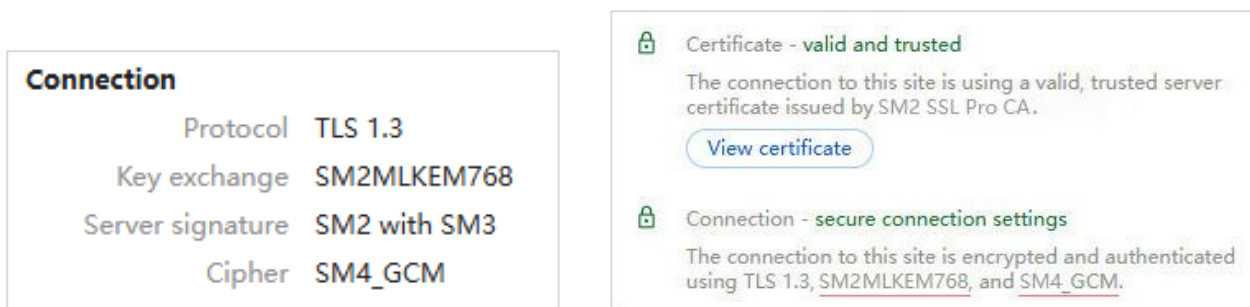 Connection
Protocol TLS 1.3
Key exchange SM2MLKEM768
Server signature SM2 with SM3
Cipher SM4_GCM
Certificate - valid and trusted
The connection to this site is using a valid, trusted server
certificate issued by SM2 SSL Pro CA.
View certificate
Connection - secure connection settings
The connection to this site is encrypted and authenticated
using TLS 1.3, SM2MLKEM768, and SM4_GCM.